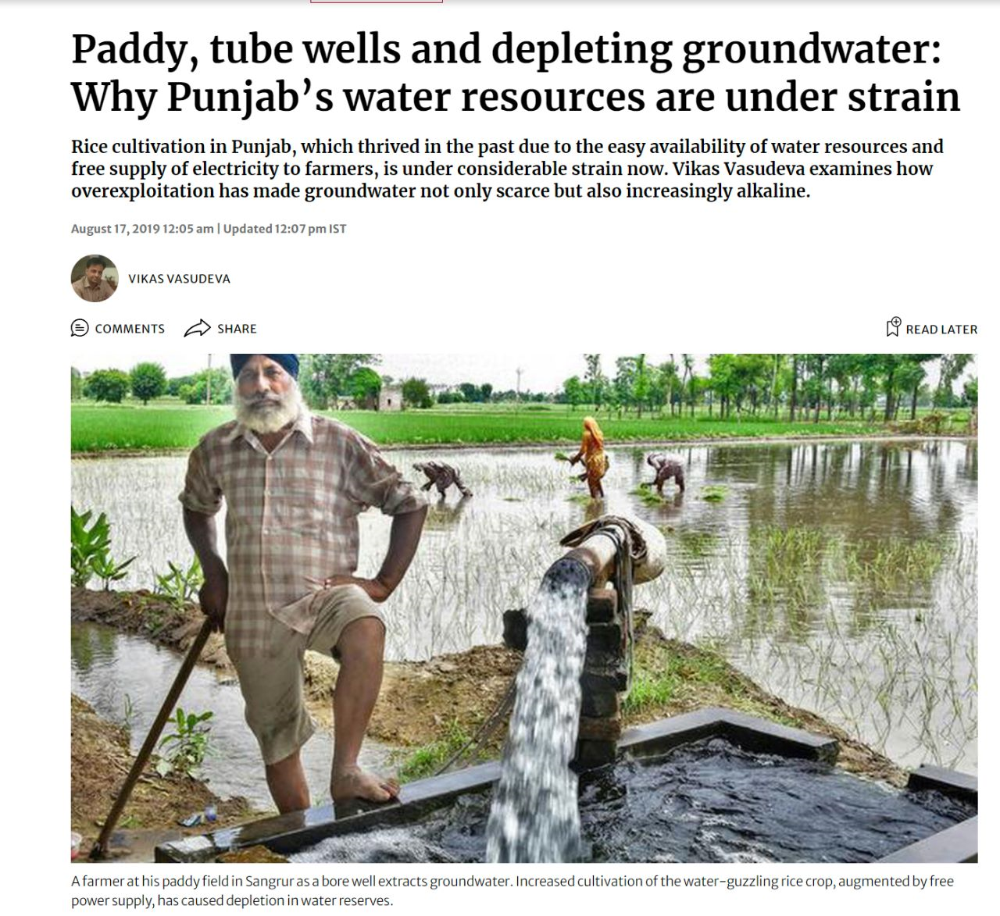 Paddy, tube wells and depleting groundwater:
Why Punjab’s water resources are under strain
Rice cultivation in Punjab, which thrived in the past due to the easy availability of water resources and
free supply of electricity to farmers, is under considerable strain now. Vikas Vasudeva examines how
overexploitation has made groundwater not only scarce but also increasingly alkaline.
August 17, 2019 12:05 am | Updated 12:07 pm IST
VIKAS VASUDEVA
COMMENTS SHARE READ LATER
A farmer at his paddy field in Sangrur as a bore well extracts groundwater. Increased cultivation of the water-guzzling rice crop, augmented by free
power supply, has caused depletion in water reserves.